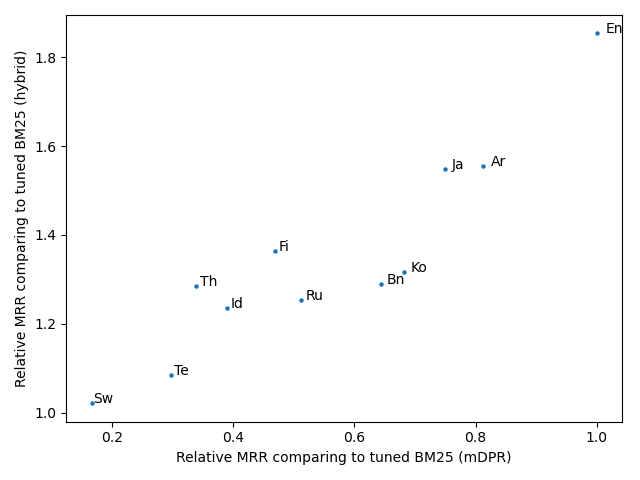 En
1.8
Relative MRR comparing to tuned BM25 (hybrid)
1.6
Ja
Ar
1.4
Fi
Th
Ko
Bn
Id
Ru
1.2
Te
Sw
1.0
0.2
0.4
0.6
0.8
1.0
Relative MRR comparing to tuned BM25 (mDPR)